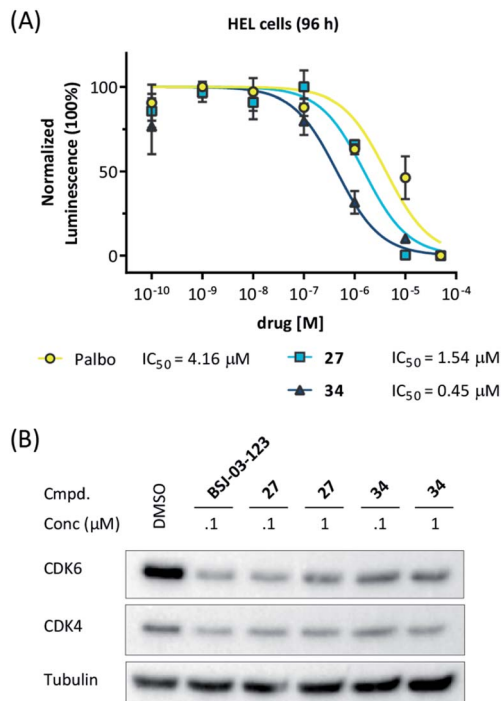 (A)
HEL cells (96 h)
Normalized
Luminescence (100%)
100
50
0
10-10 10-9 10-8 10-7 10-6 10-5 10-4
drug [M]
Palbo IC50 = 4.16 µM 27 IC50 = 1.54 µM
34 IC50 = 0.45 µM
(B)
Cmpd. DMSO BSJ-03-123 27 27 34 34
Conc (µM) .1 .1 1 .1 1
CDK6
CDK4
Tubulin